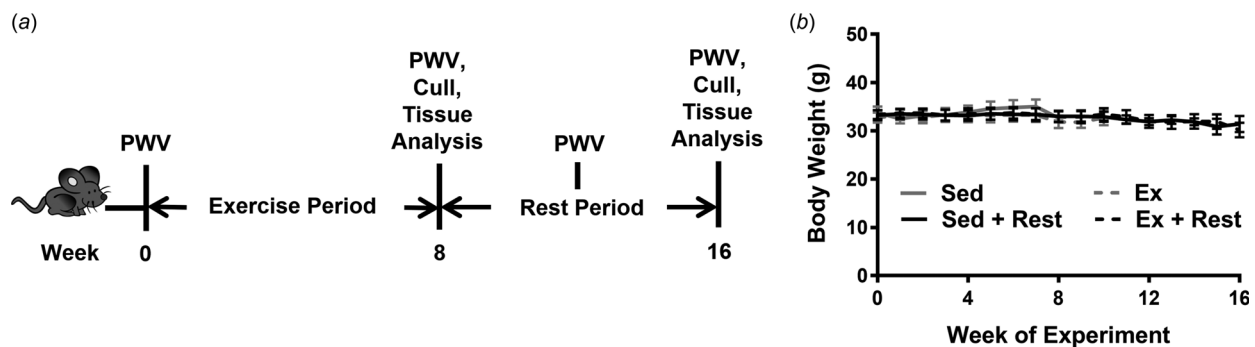 (a)
PWV
PWV,
Cull,
Tissue
Analysis
PWV
PWV,
Cull,
Tissue
Analysis
Exercise Period
Rest Period
Week
0
8
16
(b)
Body Weight (g)
50
40
30
20
10
0
Sed
Ex
Sed + Rest
Ex + Rest
0
4
8
12
16
Week of Experiment